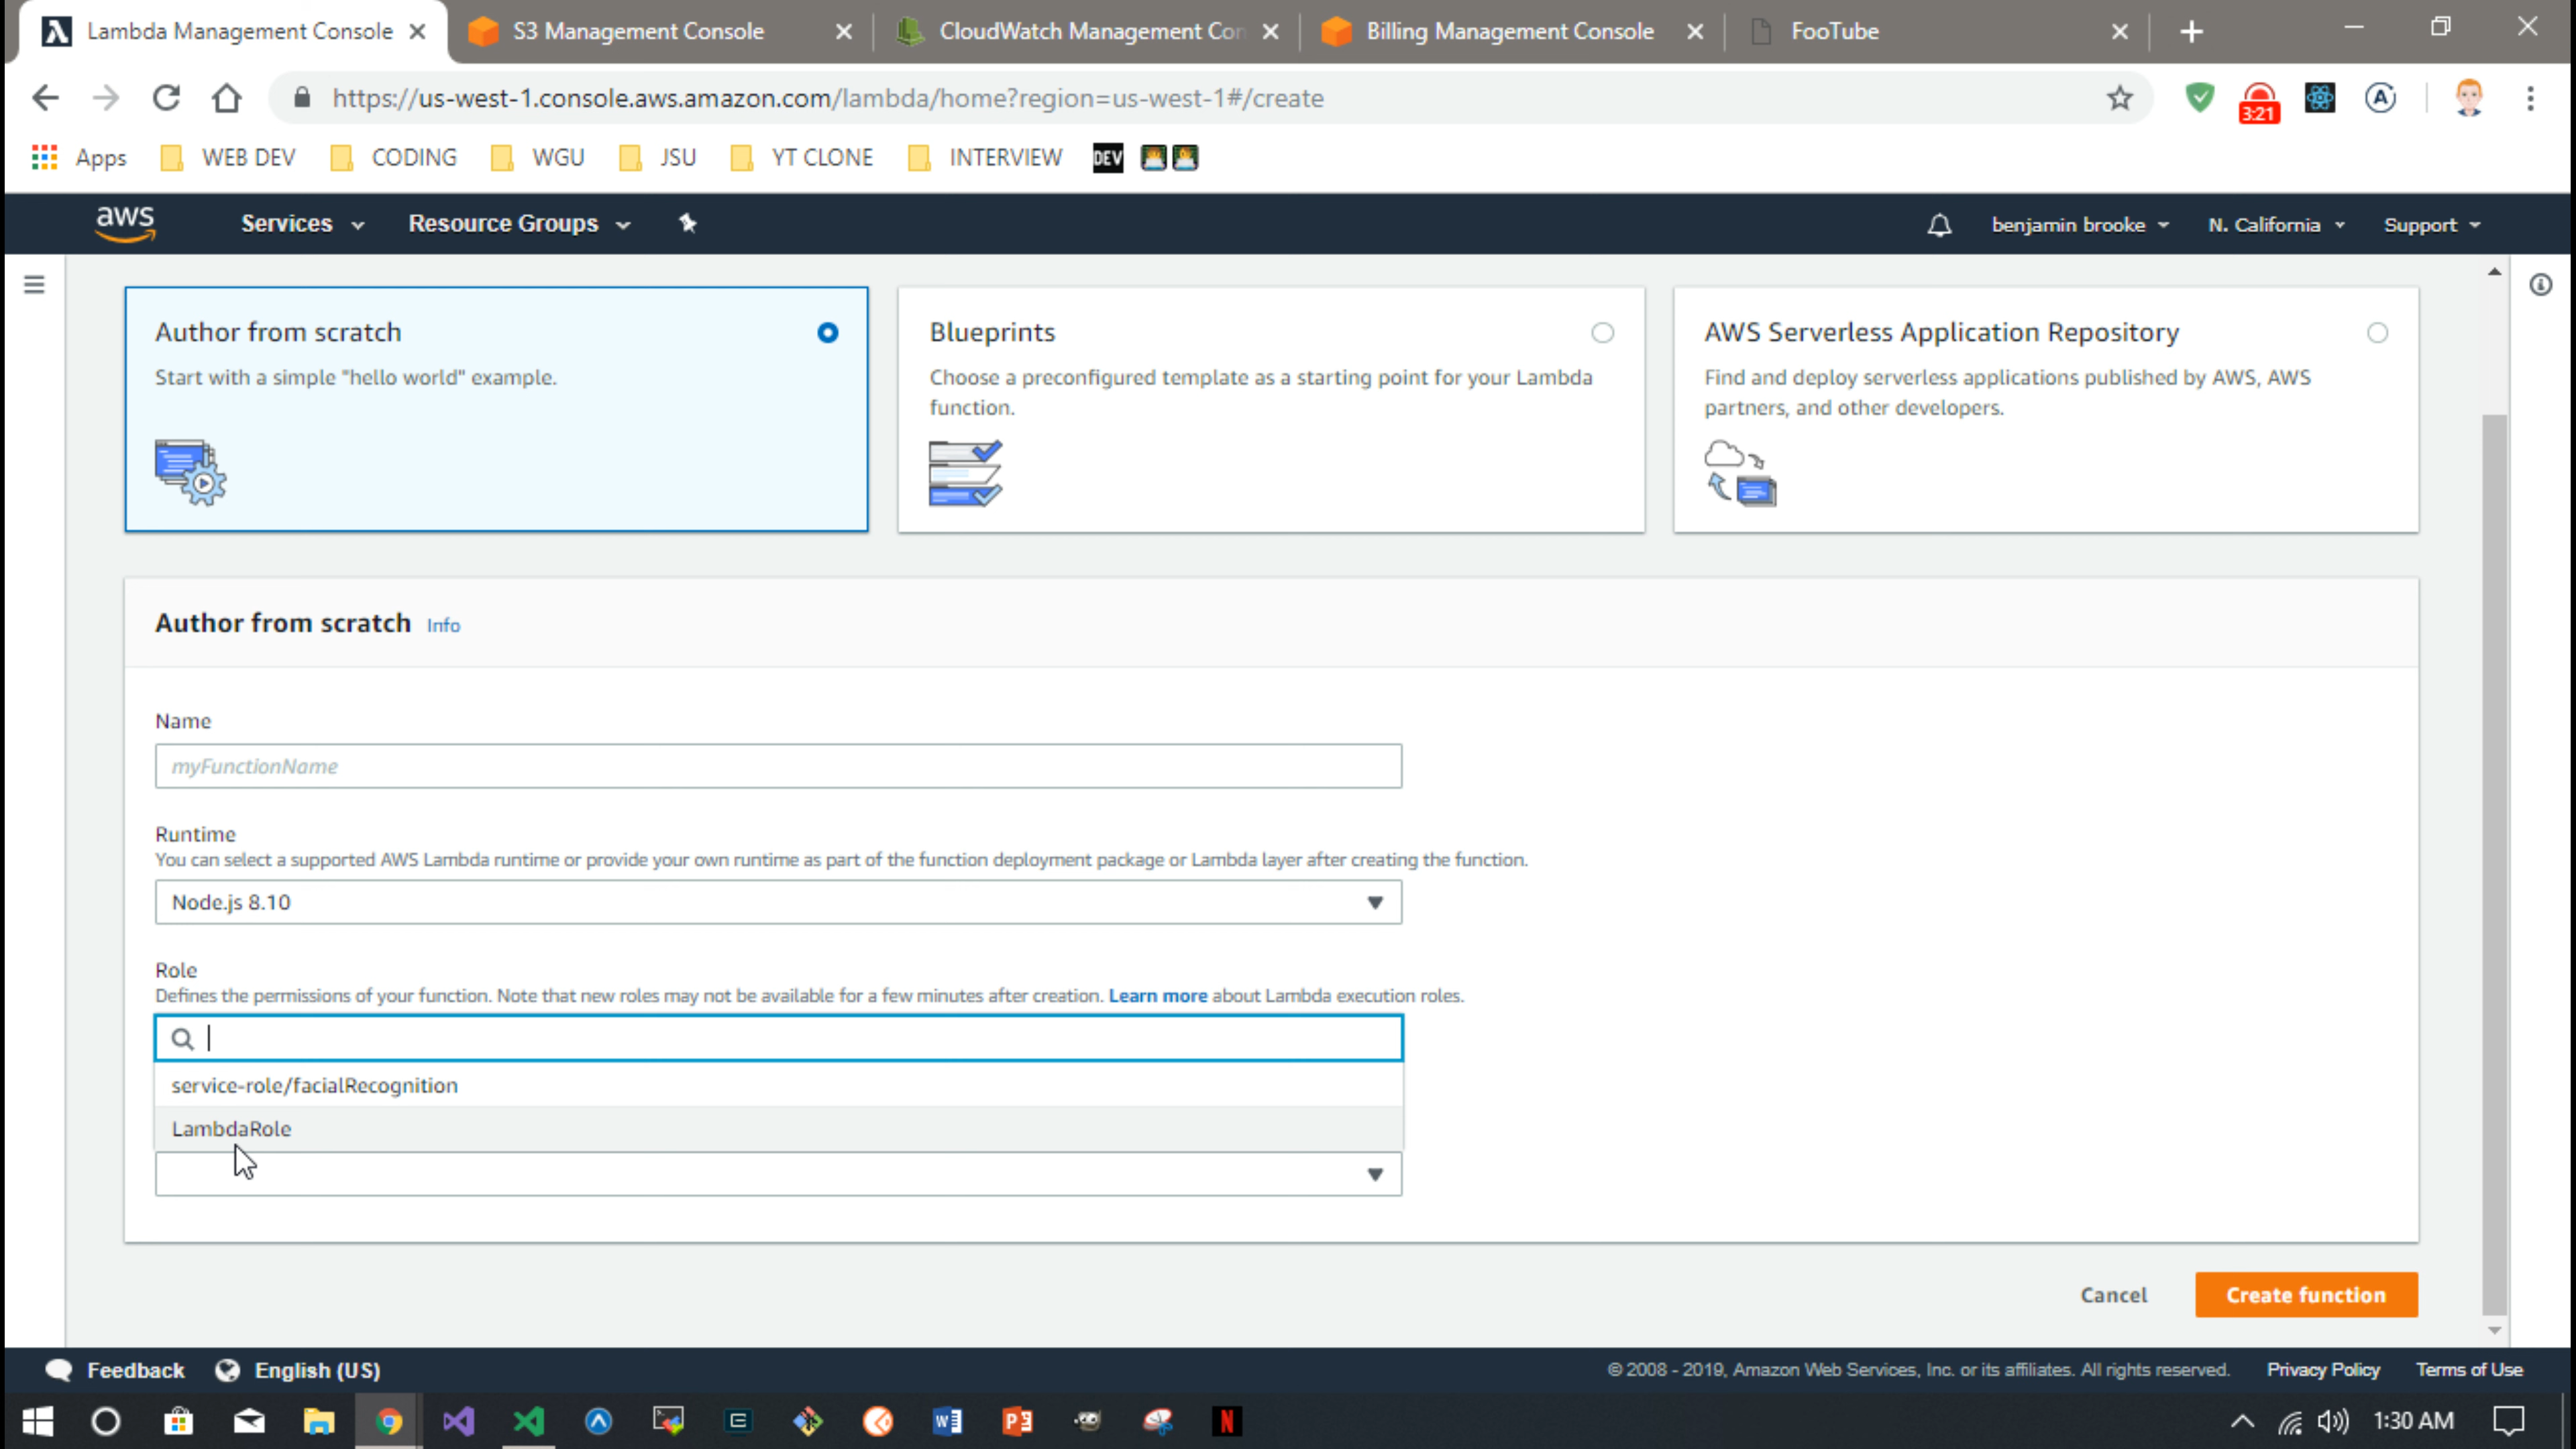 Lambda Management Console
S3 Management Console
CloudWatch Management Con
Billing Management Console
FooTube
https://us-west-1.console.aws.amazon.com/lambda/home?region=us-west-1#/create
3:21
Apps
WEB DEV
CODING
WGU
JSU
YT CLONE
INTERVIEW
DEV
aws
Services
Resource Groups
benjamin brooke
N. California
Support
Author from scratch
Start with a simple "hello world" example.
Blueprints
Choose a preconfigured template as a starting point for your Lambda
function.
AWS Serverless Application Repository
Find and deploy serverless applications published by AWS, AWS
partners, and other developers.
Author from scratch Info
Name
myFunctionName
Runtime
You can select a supported AWS Lambda runtime or provide your own runtime as part of the function deployment package or Lambda layer after creating the function.
Node.js 8.10
Role
Defines the permissions of your function. Note that new roles may not be available for a few minutes after creation. Learn more about Lambda execution roles.
service-role/facialRecognition
LambdaRole
Cancel
Create function
Feedback
English (US)
© 2008 - 2019, Amazon Web Services, Inc. or its affiliates. All rights reserved.
Privacy Policy
Terms of Use
1:30 AM